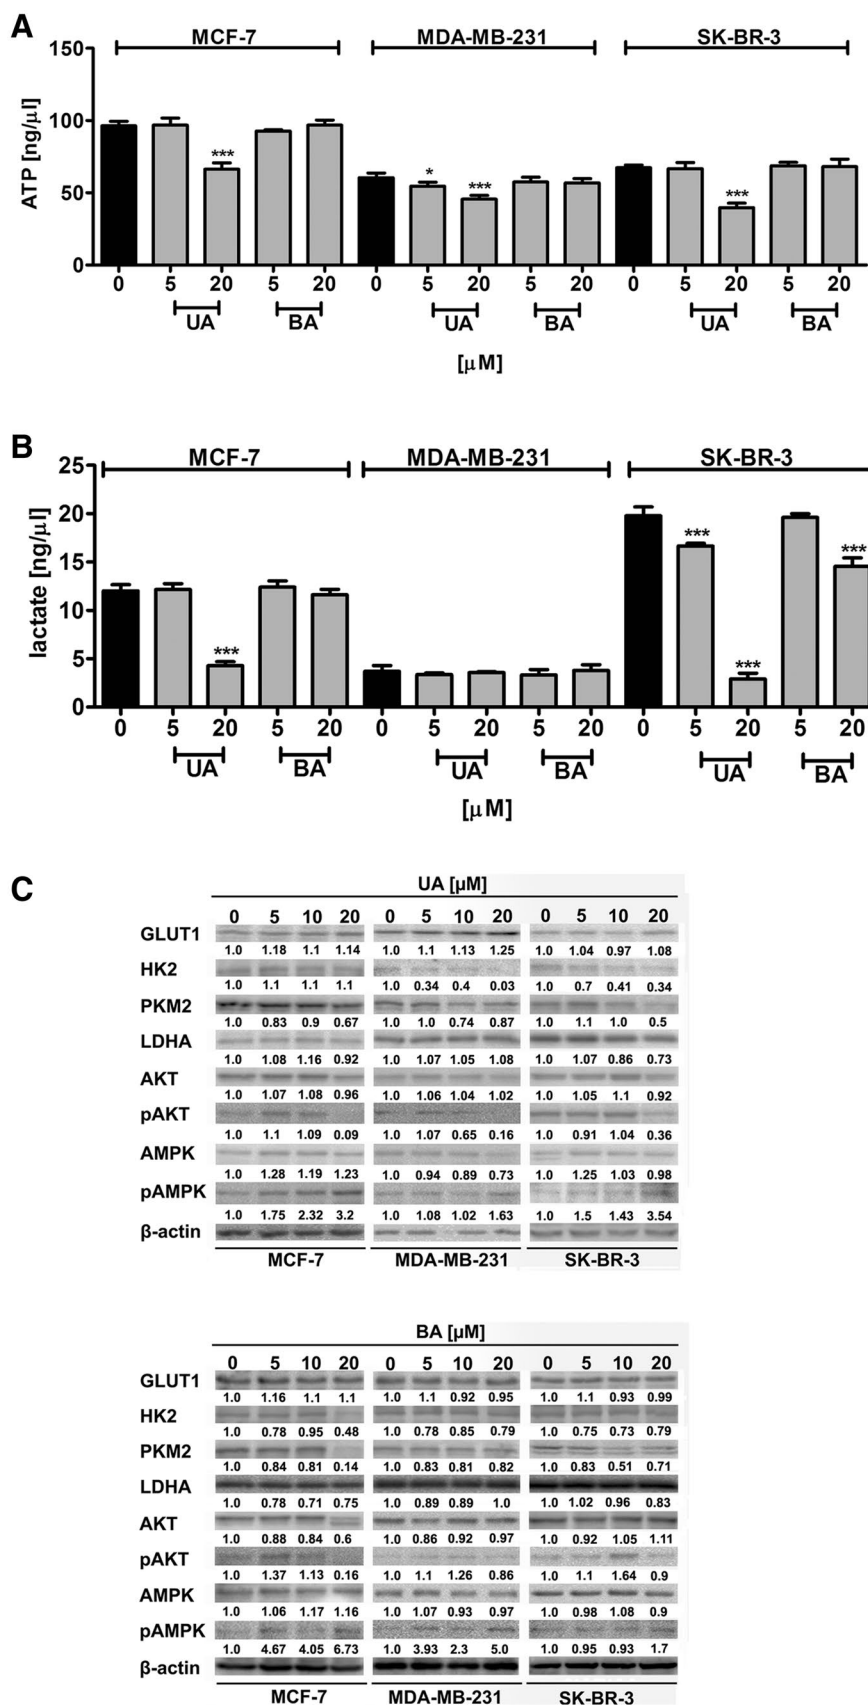 A
MCF-7 MDA-MB-231 SK-BR-3
150
100
50
0
ATP [ng/μl]
*** * *** ***
0 5 20 5 20 0 5 20 5 20 0 5 20 5 20
UA BA UA BA UA BA
[μM]
B
MCF-7 MDA-MB-231 SK-BR-3
25
20
15
10
5
0
lactate [ng/μl]
*** *** *** ***
0 5 20 5 20 0 5 20 5 20 0 5 20 5 20
UA BA UA BA UA BA
[μM]
C
UA [μM]
0 5 10 20 0 5 10 20 0 5 10 20
GLUT1
1.0 1.18 1.1 1.14 1.0 1.1 1.13 1.25 1.0 1.04 0.97 1.08
HK2
1.0 1.1 1.1 1.1 1.0 0.34 0.4 0.03 1.0 0.7 0.41 0.34
PKM2
1.0 0.83 0.9 0.67 1.0 1.0 0.74 0.87 1.0 1.1 1.0 0.5
LDHA
1.0 1.08 1.16 0.92 1.0 1.07 1.05 1.08 1.0 1.07 0.86 0.73
AKT
1.0 1.07 1.08 0.96 1.0 1.06 1.04 1.02 1.0 1.05 1.1 0.92
pAKT
1.0 1.1 1.09 0.09 1.0 1.07 0.65 0.16 1.0 0.91 1.04 0.36
AMPK
1.0 1.28 1.19 1.23 1.0 0.94 0.89 0.73 1.0 1.25 1.03 0.98
pAMPK
1.0 1.75 2.32 3.2 1.0 1.08 1.02 1.63 1.0 1.5 1.43 3.54
β-actin
MCF-7 MDA-MB-231 SK-BR-3
BA [μM]
0 5 10 20 0 5 10 20 0 5 10 20
GLUT1
1.0 1.16 1.1 1.1 1.0 1.1 0.92 0.95 1.0 1.1 0.93 0.99
HK2
1.0 0.78 0.95 0.48 1.0 0.78 0.85 0.79 1.0 0.75 0.73 0.79
PKM2
1.0 0.84 0.81 0.14 1.0 0.83 0.81 0.82 1.0 0.83 0.51 0.71
LDHA
1.0 0.78 0.71 0.75 1.0 0.89 0.89 1.0 1.0 1.02 0.96 0.83
AKT
1.0 0.88 0.84 0.6 1.0 0.86 0.92 0.97 1.0 0.92 1.05 1.11
pAKT
1.0 1.37 1.13 0.16 1.0 1.1 1.26 0.86 1.0 1.1 1.64 0.9
AMPK
1.0 1.06 1.17 1.16 1.0 1.07 0.93 0.97 1.0 0.98 1.08 0.9
pAMPK
1.0 4.67 4.05 6.73 1.0 3.93 2.3 5.0 1.0 0.95 0.93 1.7
β-actin
MCF-7 MDA-MB-231 SK-BR-3